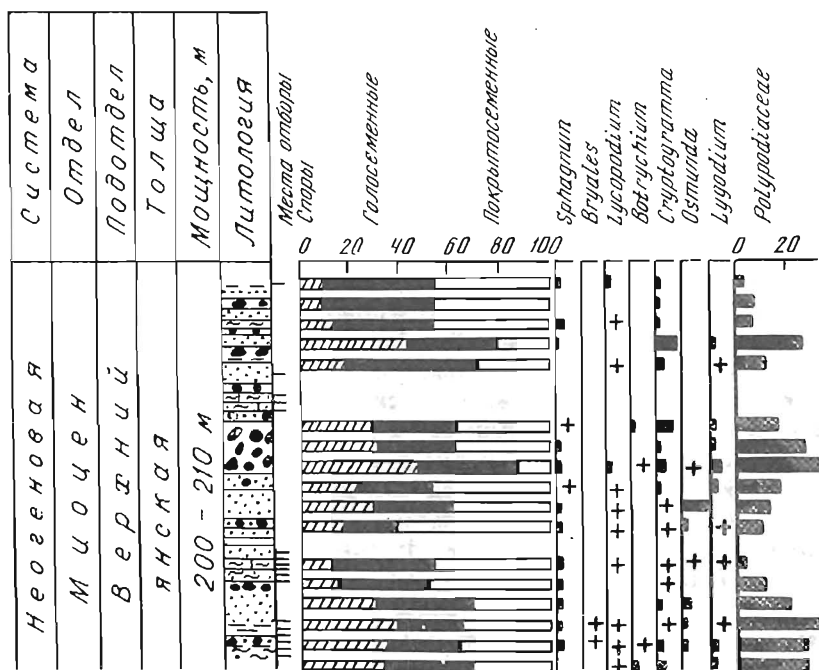 Система
Отдел
Подотдел
Толща
Мощность, м
Литология
Места отборы
Споры
Голосеменные
Покрытосеменные
Sphagnum
Bryales
Lycopodium
Botrychium
Cryptogramma
Osmunda
Lygodium
Polypodiaceae
0 20 40 60 80 100
0 20
Неогеновая
Миоцен
Верхний
янская
200 - 210 м